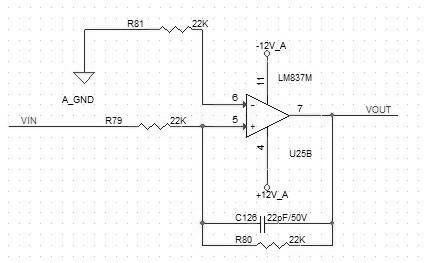 R81 22K
-12V_A
11
LM837M
A_GND
6
-
7
VOUT
VIN
R79 22K
5
+
4
U25B
+12V_A
C126 22pF/50V
R80 22K